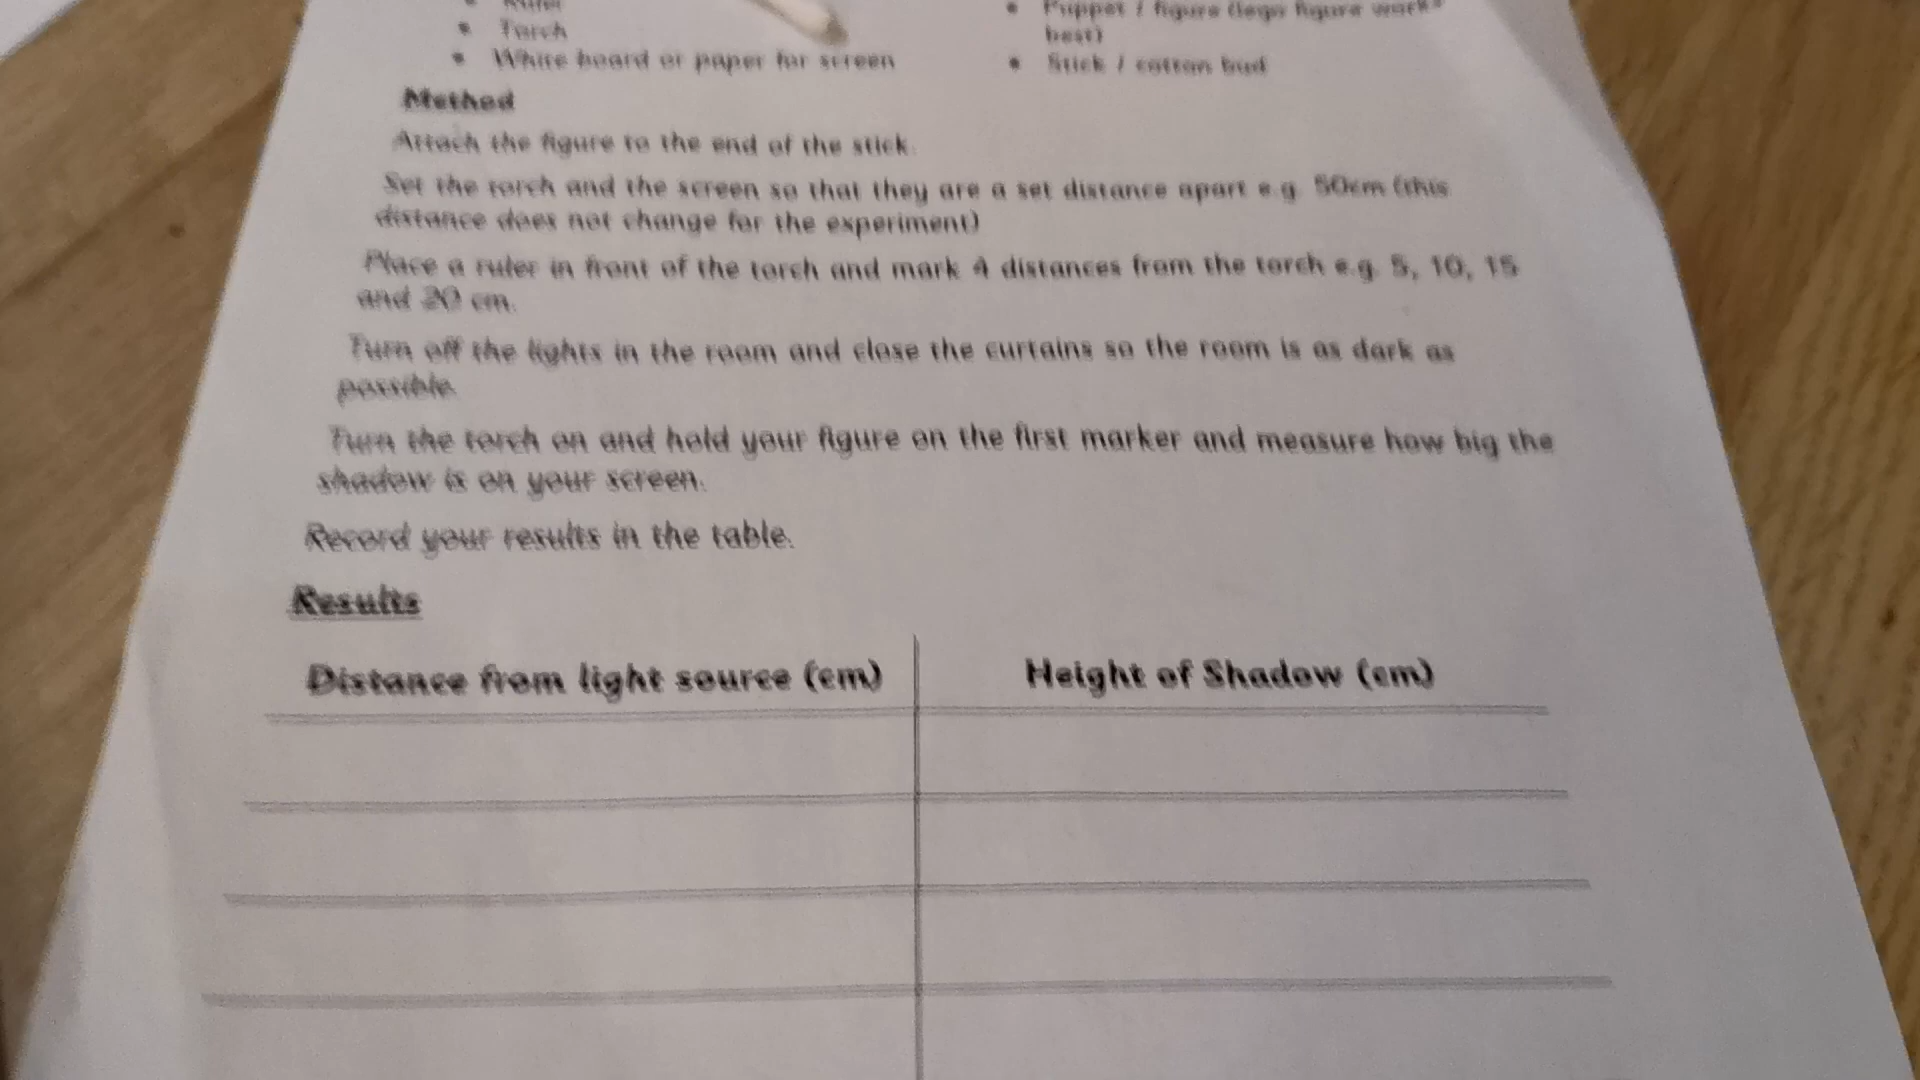 Ruler
Torch
White board or paper for screen
Puppet / figure (lego figure works
best)
Stick / cotton bud
Method
Attach the figure to the end of the stick.
Set the torch and the screen so that they are a set distance apart e.g. 50cm (this
distance does not change for the experiment)
Place a ruler in front of the torch and mark 4 distances from the torch e.g. 5, 10, 15
and 20 cm.
Turn off the lights in the room and close the curtains so the room is as dark as
possible.
Turn the torch on and hold your figure on the first marker and measure how big the
shadow is on your screen.
Record your results in the table.
Results
Distance from light source (cm)
Height of Shadow (cm)